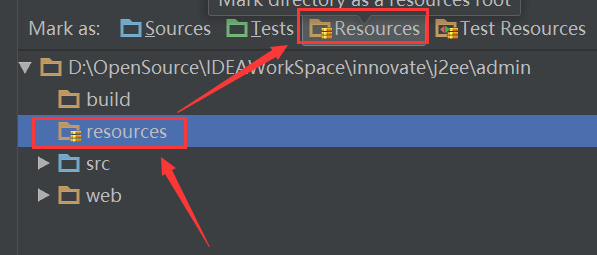 Mark directory as a resources root
Mark as: Sources Tests Resources Test Resources
D:\OpenSource\IDEAWorkSpace\innovate\j2ee\admin
build
resources
src
web